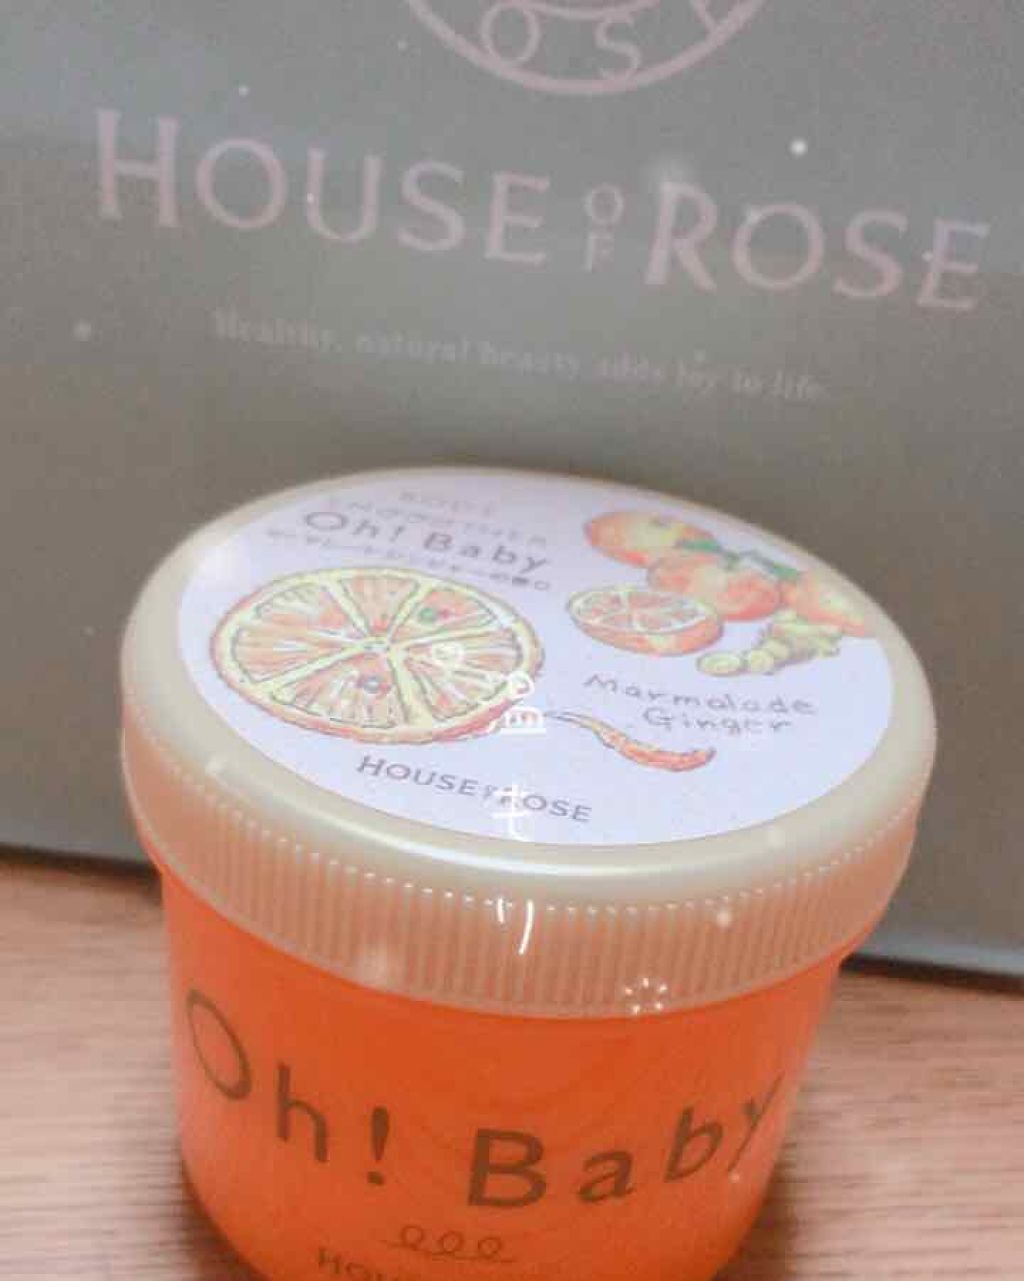 OSY
HOUSE OF ROSE
Healthy, natural beauty adds joy to life.
BODY
SMOOTHER
Oh! Baby
Marmalade
Ginger
HOUSE OF ROSE
Oh! Baby